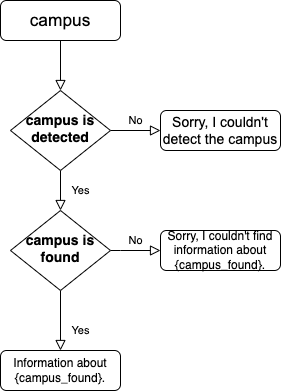 campus
campus is
detected
No
Sorry, I couldn't
detect the campus
Yes
campus is
found
No
Sorry, I couldn't find
information about
{campus_found}.
Yes
Information about
{campus_found}.